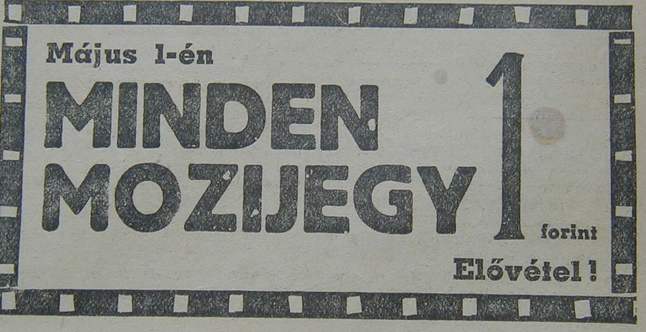 Május 1-én
MINDEN
MOZIJEGY 1
forint
Elővétel!